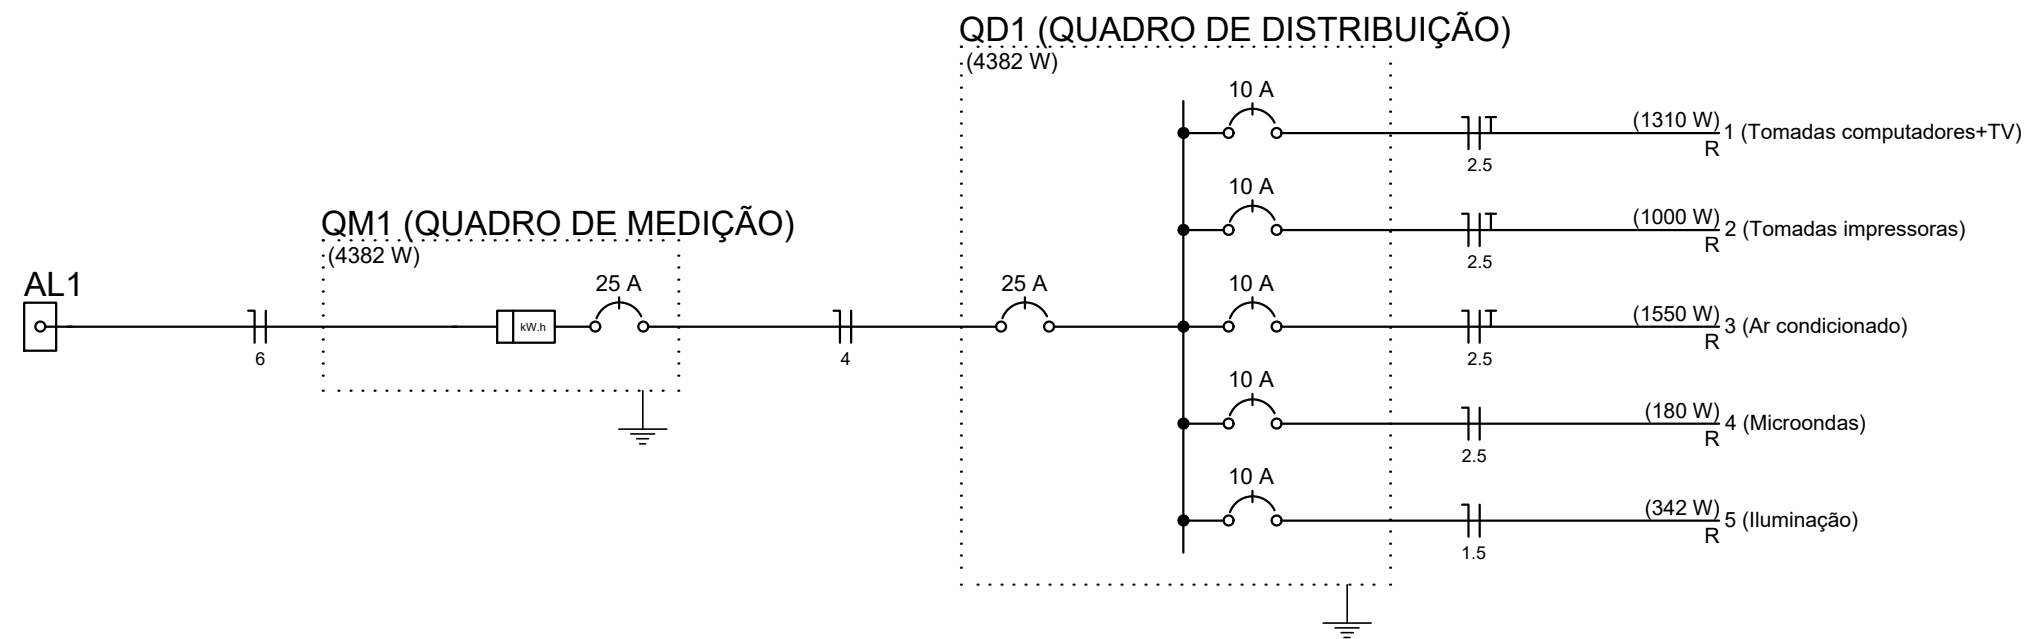 QD1 (QUADRO DE DISTRIBUIÇÃO)
(4382 W)
10 A
(1310 W)
1 (Tomadas computadores+TV)
R
2.5
10 A
(1000 W)
2 (Tomadas impressoras)
R
2.5
QM1 (QUADRO DE MEDIÇÃO)
(4382 W)
AL1
6
kW.h
25 A
4
25 A
10 A
(1550 W)
3 (Ar condicionado)
R
2.5
10 A
(180 W)
4 (Microondas)
R
2.5
10 A
(342 W)
5 (Iluminação)
R
1.5